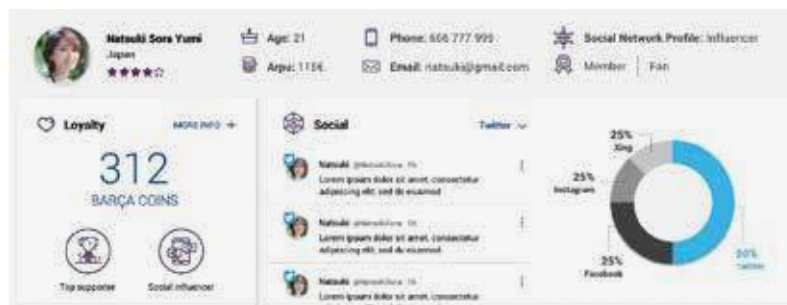 Natsuki Sora Yumi
Japan
Age: 21
Arpu: 115€
Phone: 666 777 999
Email: natsuki@gmail.com
Social Network Profile: Influencer
Member | Fan
Loyalty
MORE INFO +
312
BARÇA COINS
Top supporter
Social influencer
Social
Twitter
Natsuki 1h
Lorem ipsum dolor sit amet, consectetur
adipiscing elit, sed do eiusmod
Natsuki 1h
Lorem ipsum dolor sit amet, consectetur
adipiscing elit, sed do eiusmod
Natsuki 1h
Lorem ipsum dolor sit amet, consectetur
25%
Xing
25%
Instagram
25%
Facebook
50%
Twitter